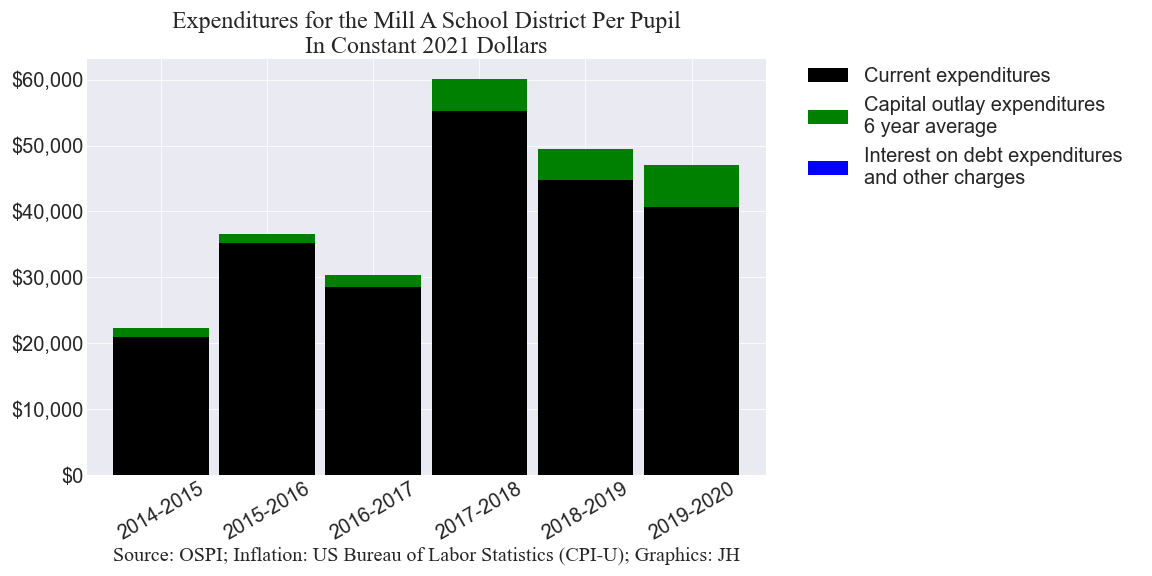 Expenditures for the Mill A School District Per Pupil
In Constant 2021 Dollars
$60,000
$50,000
$40,000
$30,000
$20,000
$10,000
$0
2014-2015
2015-2016
2016-2017
2017-2018
2018-2019
2019-2020
Source: OSPI; Inflation: US Bureau of Labor Statistics (CPI-U); Graphics: JH
Current expenditures
Capital outlay expenditures
6 year average
Interest on debt expenditures
and other charges